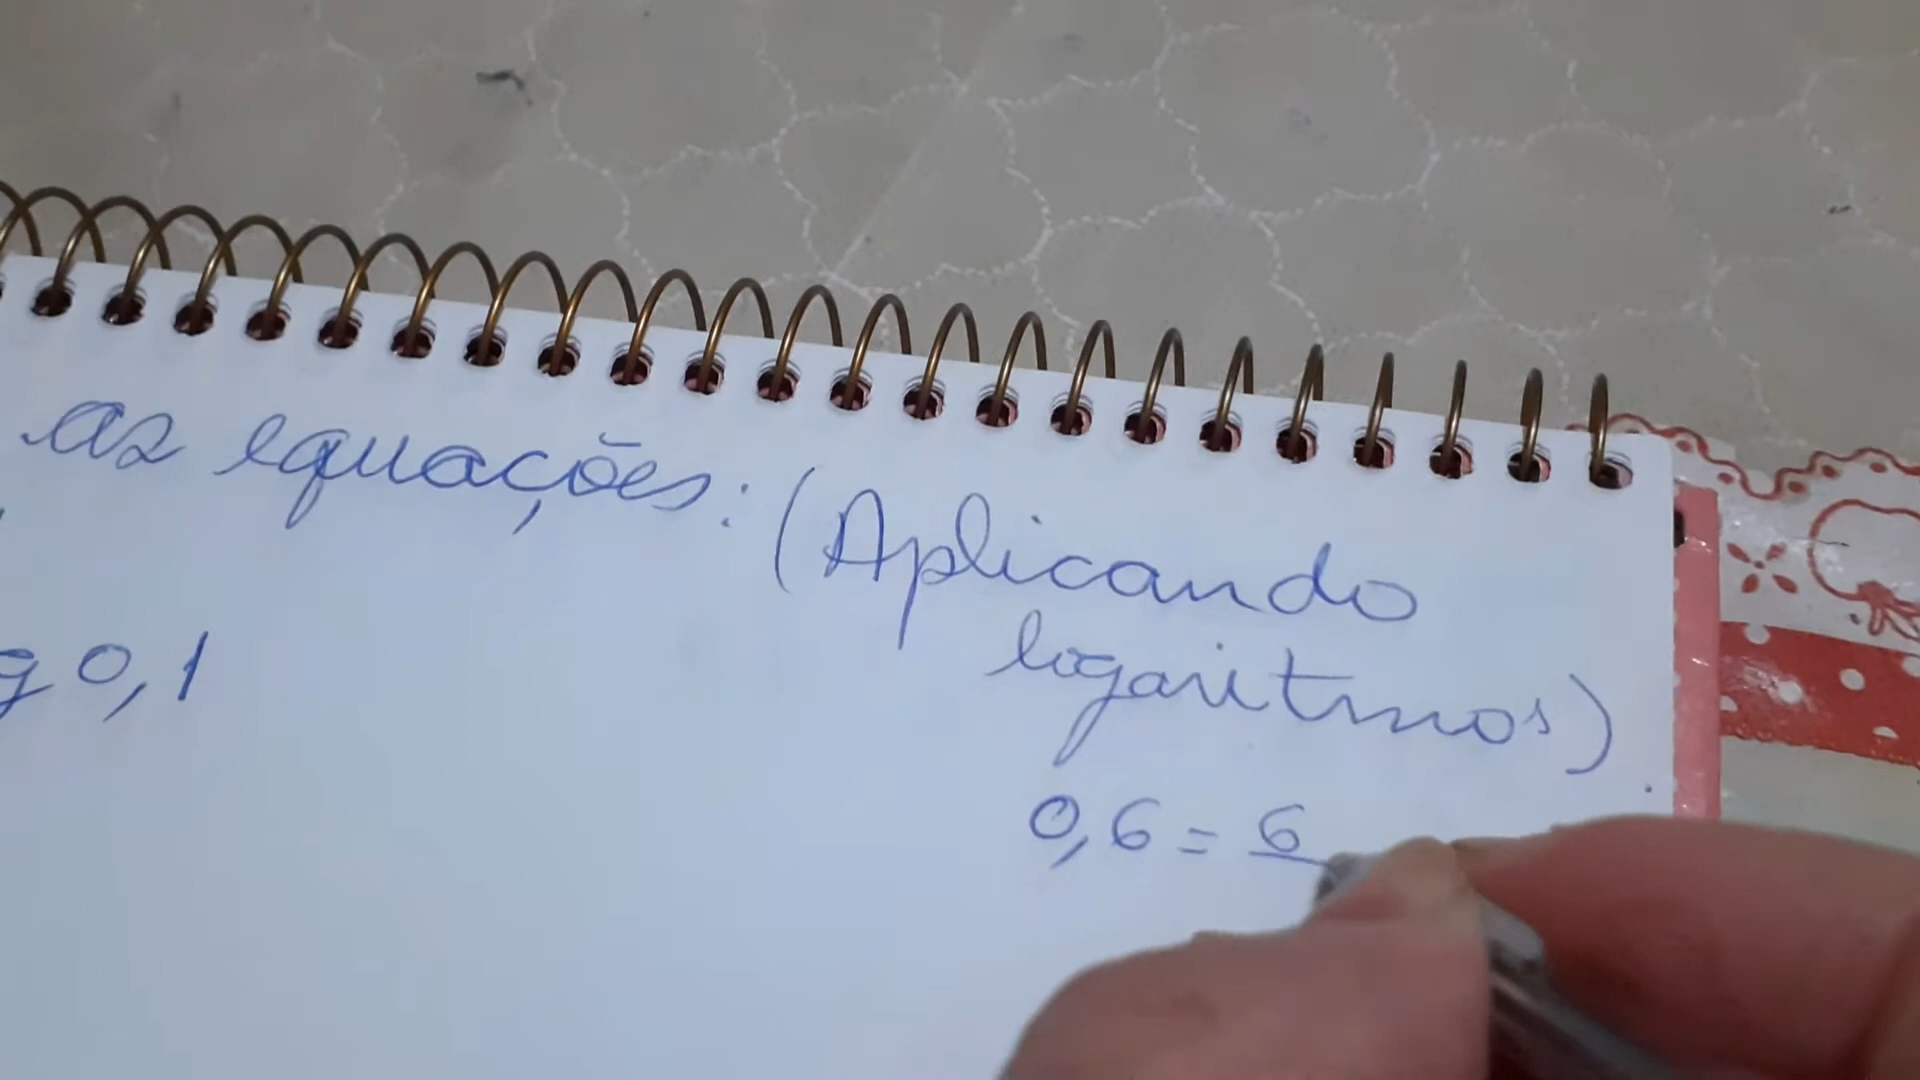 as equações: (Aplicando
logaritmos)
g 0,1
0,6 = 6